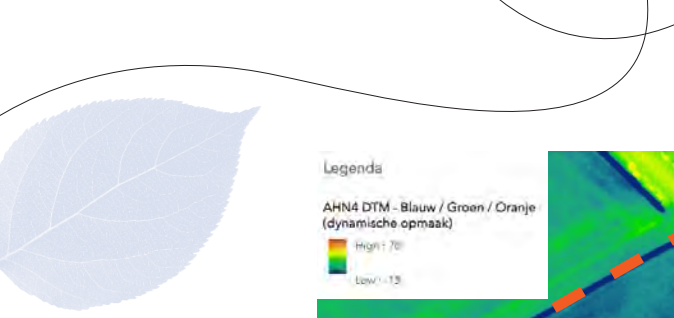 Legenda
AHN4 DTM - Blauw / Groen / Oranje
(dynamische opmaak)
High : 70
Low : -13